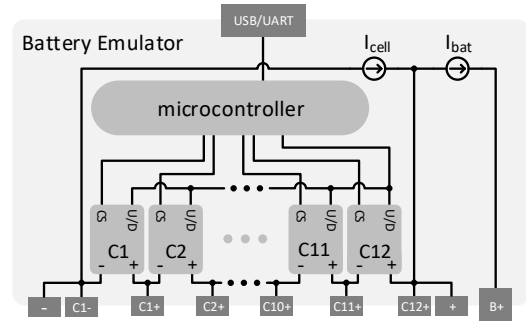 USB/UART
Battery Emulator
Icell
Ibat
microcontroller
CS U/D CS U/D CS U/D CS U/D
C1 C2 C11 C12
- + - + - + - +
- C1- C1+ C2+ C10+ C11+ C12+ + B+